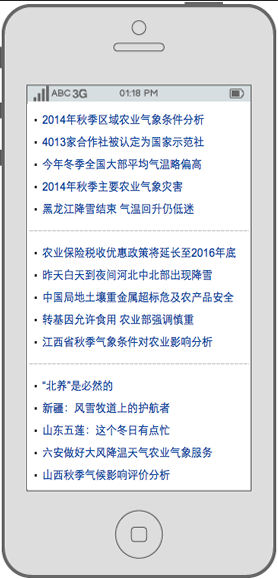 ABC 3G 01:18 PM
• 2014年秋季区域农业气象条件分析
• 4013家合作社被认定为国家示范社
• 今年冬季全国大部平均气温略偏高
• 2014年秋季主要农业气象灾害
• 黑龙江降雪结束 气温回升仍低迷
• 农业保险税收优惠政策将延长至2016年底
• 昨天白天到夜间河北中北部出现降雪
• 中国局地土壤重金属超标危及农产品安全
• 转基因允许食用 农业部强调慎重
• 江西省秋季气象条件对农业影响分析
• “北养”是必然的
• 新疆：风雪牧道上的护航者
• 山东五莲：这个冬日有点忙
• 六安做好大风降温天气农业气象服务
• 山西秋季气候影响评价分析